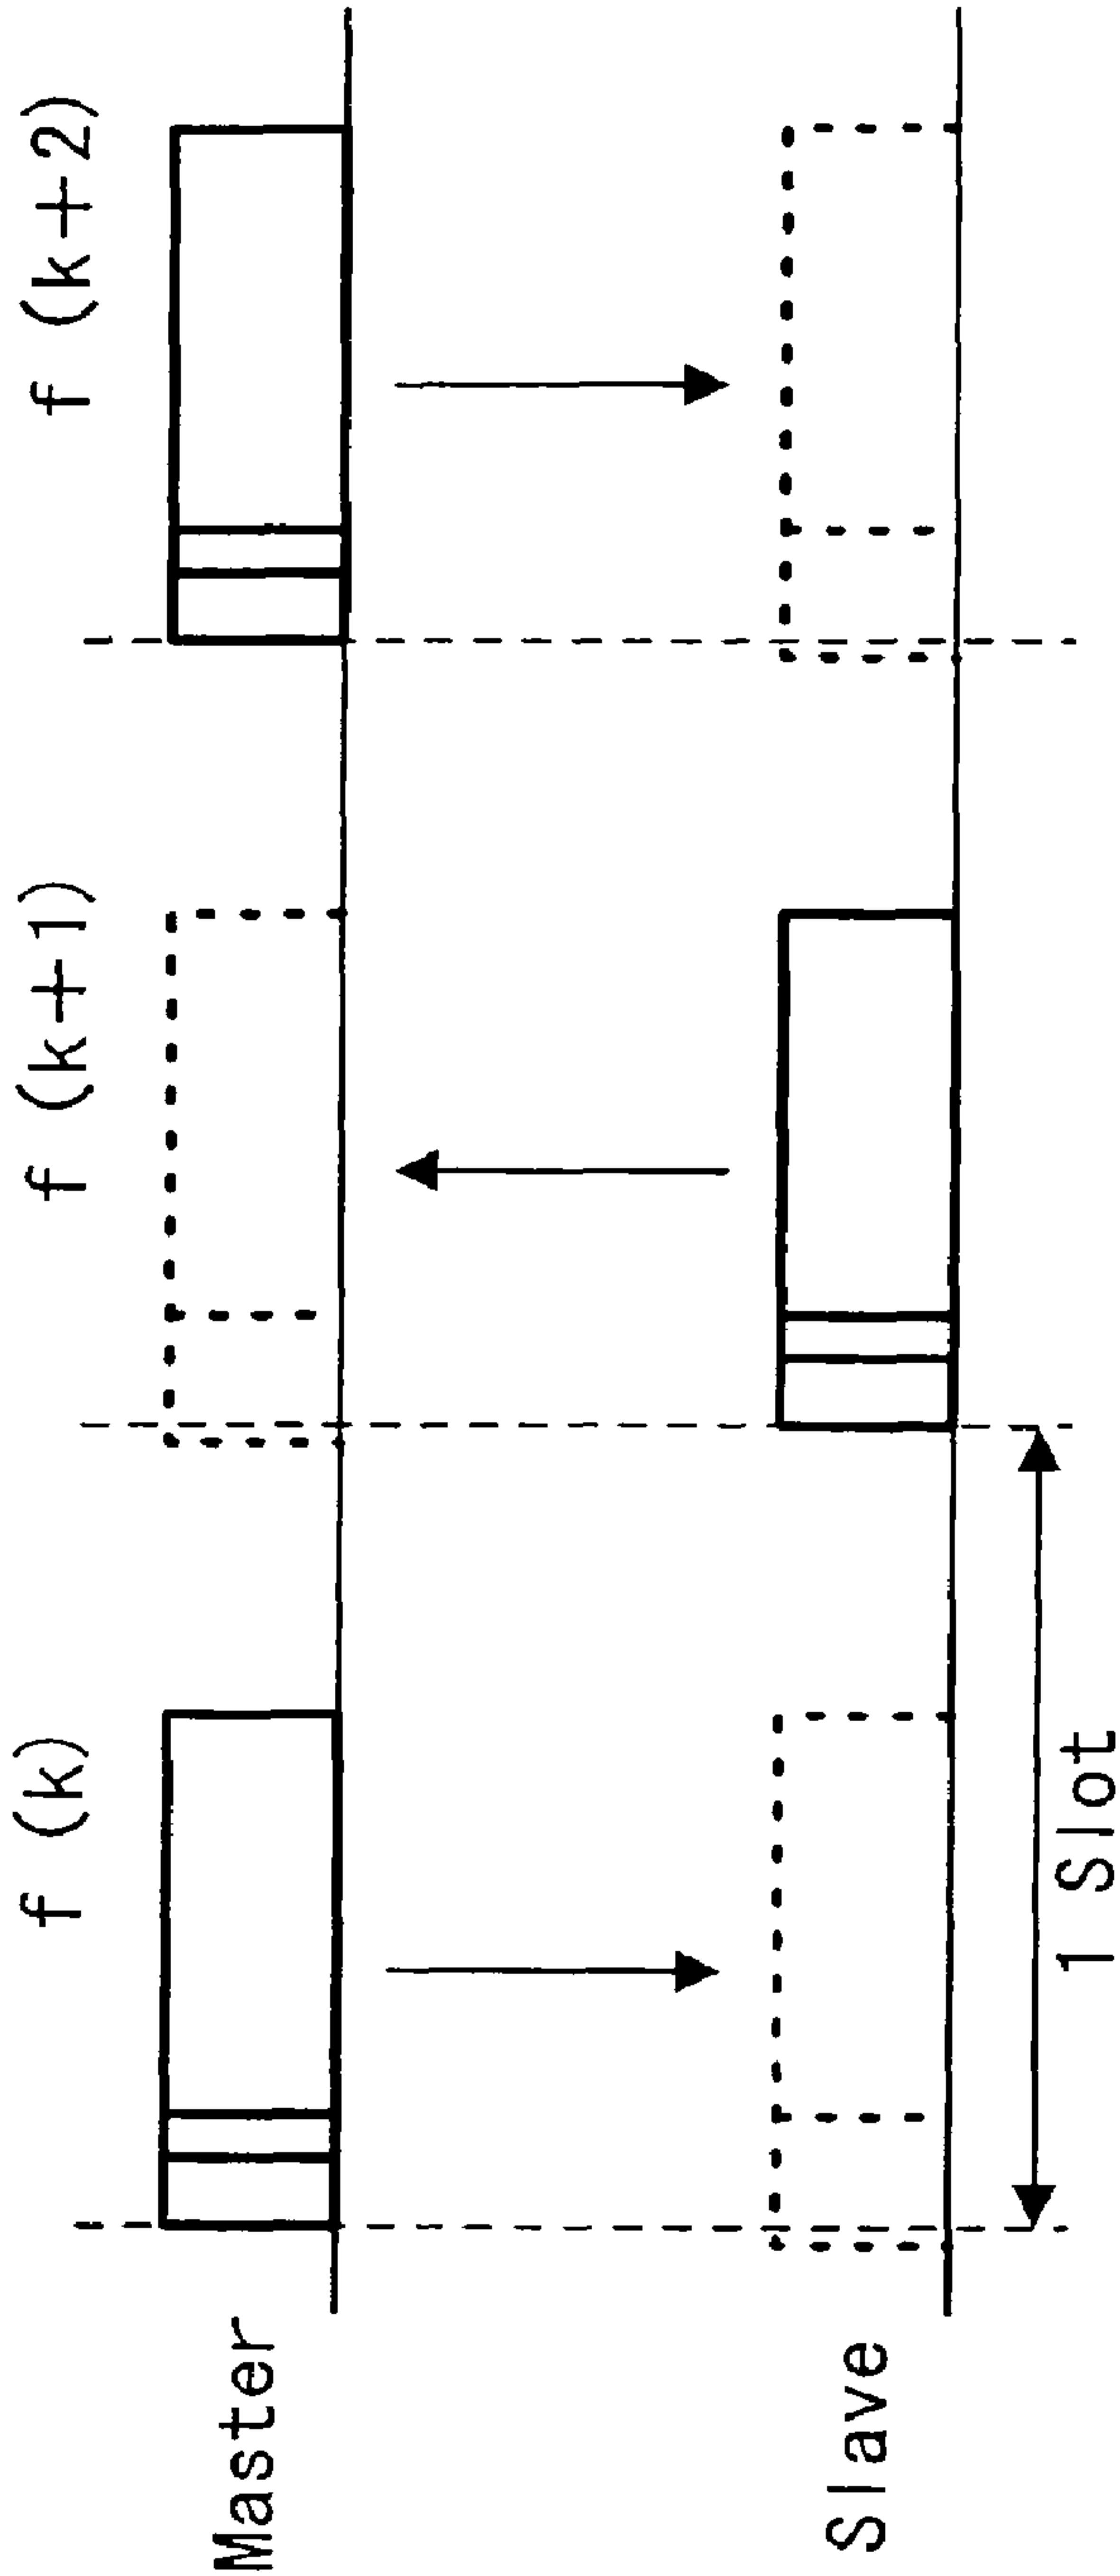 f (k)
f (k+1)
f (k+2)
Master
Slave
1 Slot